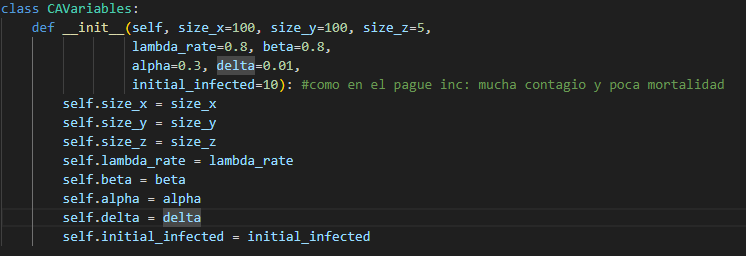 class CAVariables:
    def __init__(self, size_x=100, size_y=100, size_z=5,
                 lambda_rate=0.8, beta=0.8,
                 alpha=0.3, delta=0.01,
                 initial_infected=10): #como en el pague inc: mucha contagio y poca mortalidad
        self.size_x = size_x
        self.size_y = size_y
        self.size_z = size_z
        self.lambda_rate = lambda_rate
        self.beta = beta
        self.alpha = alpha
        self.delta = delta
        self.initial_infected = initial_infected